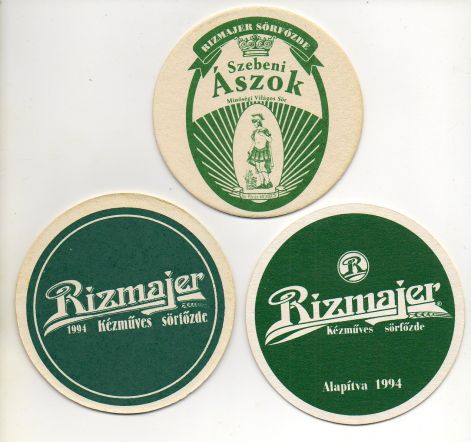 RIZMAJER SÖRFŐZDE
Szebeni
Ászok
Minőségi Világos Sör
Rizmajer
1994 Kézműves sörfőzde
R
Rizmajer
Kézműves sörfőzde
Alapítva 1994